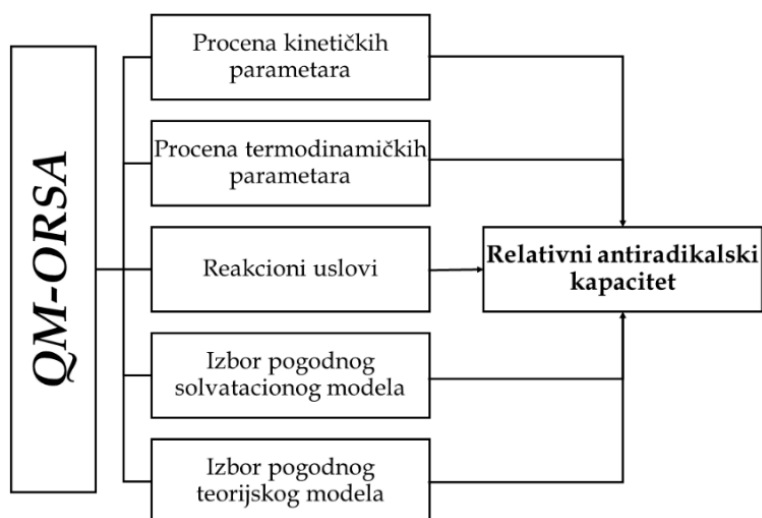 QM-ORSA
Procena kinetičkih
parametara
Procena termodinamičkih
parametara
Reakcioni uslovi
Izbor pogodnog
solvatacionog modela
Izbor pogodnog
teorijskog modela
Relativni antiradikalski
kapacitet